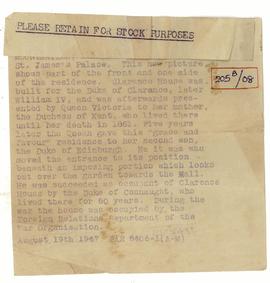 PLEASE RETAIN FOR STOCK PURPOSES
St. James's Palace. This new picture
shows part of the front and one side
of the residence. Clarence House was
built for the Duke of Clarence, later
William IV, and was afterwards pres-
ented by Queen Victoria to her mother,
the Duchess of Kent, who lived there
until her death in 1861. Five years
later the Queen gave this "grace and
favour" residence to her second son,
the Duke of Edinburgh. He it was who
moved the entrance to its position
beneath an imposing portico which looks
out over the garden towards the Mall.
He was succeeded as occupant of Clarence
House by the Duke of Connaught, who
lived there for 60 years. During the
war the house was occupied by the
Foreign Relations Department of the
War Organisation.
August 19th 1947
205B/08